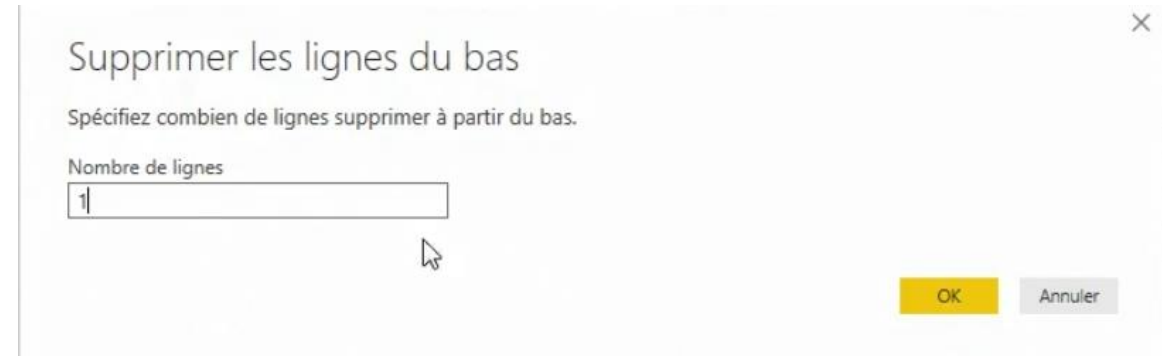 Supprimer les lignes du bas
Spécifiez combien de lignes supprimer à partir du bas.
Nombre de lignes
1
OK
Annuler